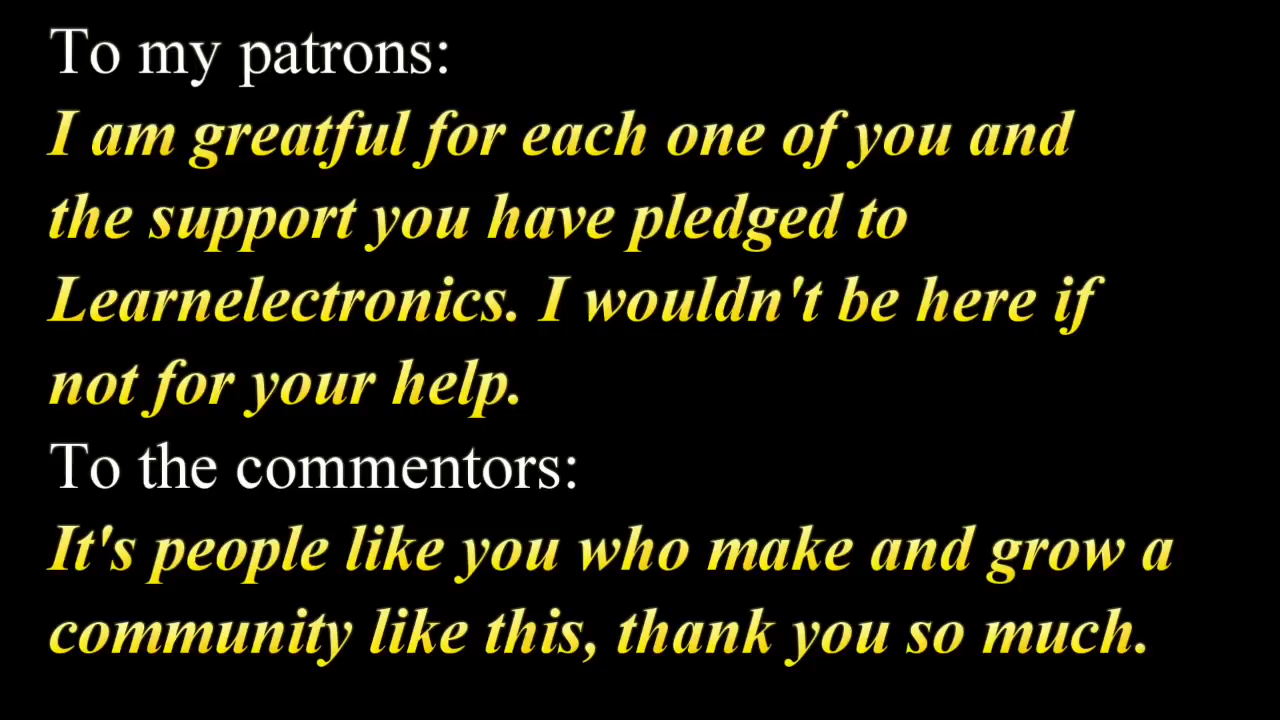 To my patrons:
I am greatful for each one of you and
the support you have pledged to
Learnelectronics. I wouldn't be here if
not for your help.
To the commentors:
It's people like you who make and grow a
community like this, thank you so much.